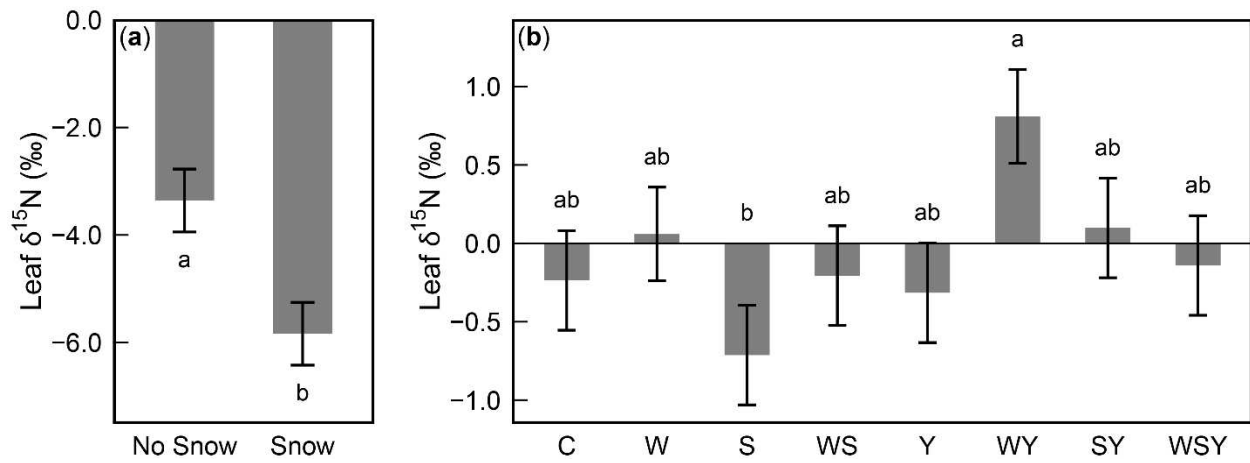 (a)
Leaf δ¹⁵N (‰)
0.0
−2.0
−4.0
−6.0
a
b
No Snow Snow
(b)
Leaf δ¹⁵N (‰)
1.0
0.5
0.0
−0.5
−1.0
ab ab b ab ab a ab ab
C W S WS Y WY SY WSY